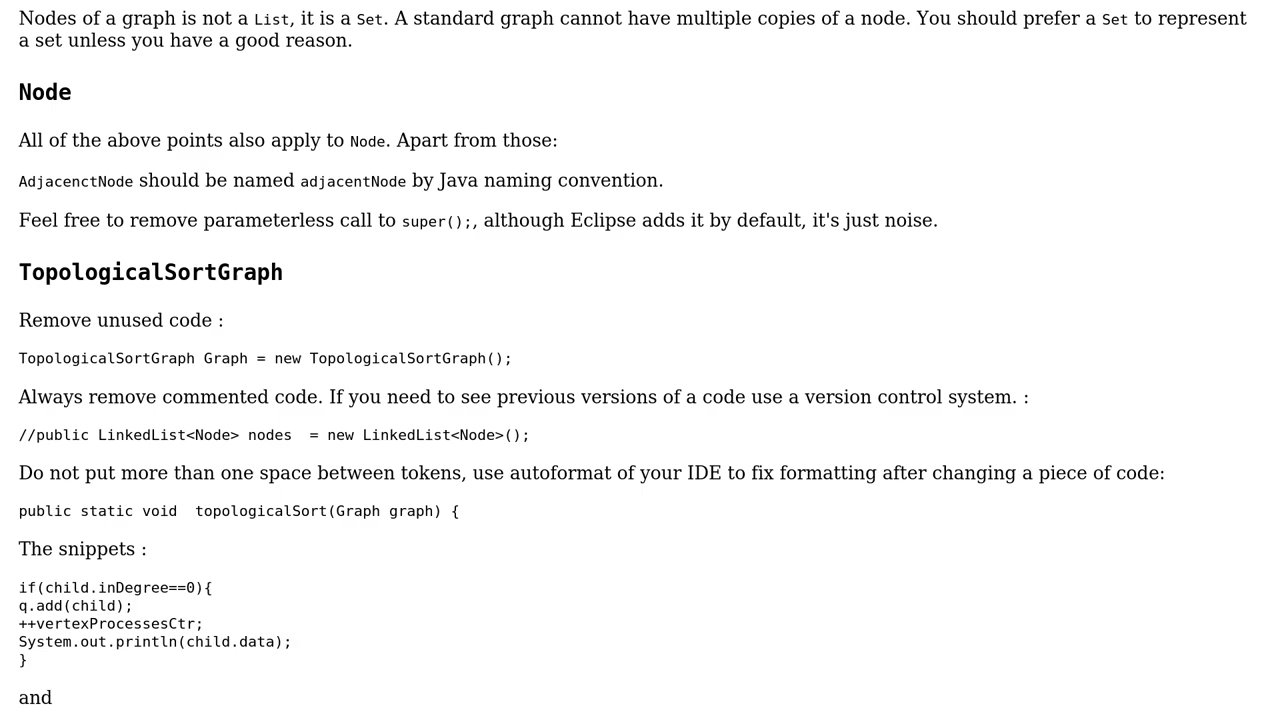 Nodes of a graph is not a List, it is a Set. A standard graph cannot have multiple copies of a node. You should prefer a Set to represent
a set unless you have a good reason.
Node
All of the above points also apply to Node. Apart from those:
AdjacenctNode should be named adjacentNode by Java naming convention.
Feel free to remove parameterless call to super();, although Eclipse adds it by default, it's just noise.
TopologicalSortGraph
Remove unused code :
TopologicalSortGraph Graph = new TopologicalSortGraph();
Always remove commented code. If you need to see previous versions of a code use a version control system. :
//public LinkedList<Node> nodes  = new LinkedList<Node>();
Do not put more than one space between tokens, use autoformat of your IDE to fix formatting after changing a piece of code:
public static void  topologicalSort(Graph graph) {
The snippets :
if(child.inDegree==0){
q.add(child);
++vertexProcessesCtr;
System.out.println(child.data);
}
and